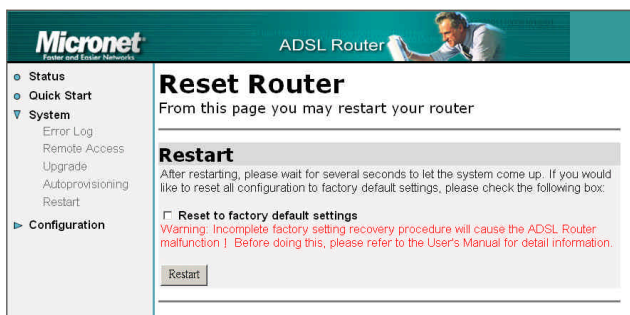 Micronet
Faster and Easier Networks
ADSL Router
Status
Quick Start
System
Error Log
Remote Access
Upgrade
Autoprovisioning
Restart
Configuration
Reset Router
From this page you may restart your router
Restart
After restarting, please wait for several seconds to let the system come up. If you would
like to reset all configuration to factory default settings, please check the following box:
Reset to factory default settings
Warning: Incomplete factory setting recovery procedure will cause the ADSL Router
malfunction ! Before doing this, please refer to the User's Manual for detail information.
Restart